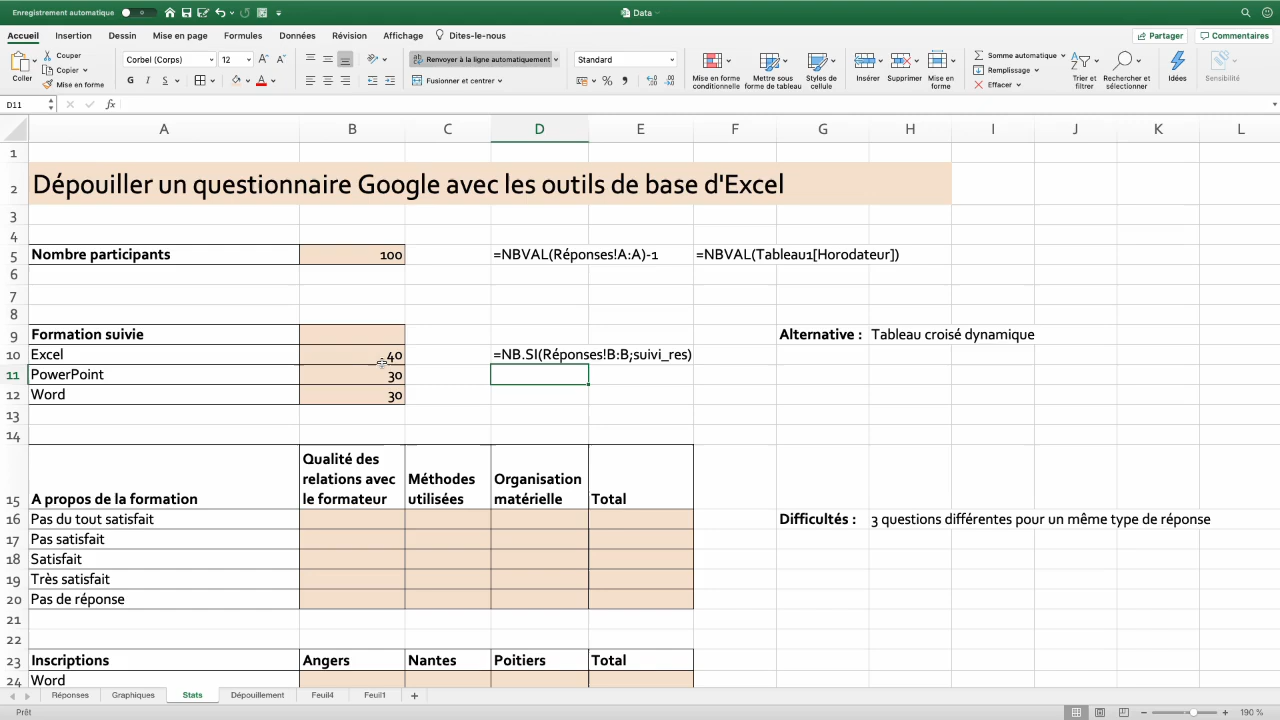 Enregistrement automatique
Data
Accueil Insertion Dessin Mise en page Formules Données Révision Affichage Dites-le-nous Partager Commentaires
Coller
Couper
Copier
Mise en forme
Corbel (Corps)
G I S
Renvoyer à la ligne automatiquement
Fusionner et centrer
Standard
Mise en forme conditionnelle
Mettre sous forme de tableau
Styles de cellule
Insérer
Supprimer
Mise en forme
Somme automatique
Remplissage
Effacer
Trier et filtrer
Rechercher et sélectionner
Idées
Sensibilité
D11 fx
A B C D E F G H I J K L
1
2 Dépouiller un questionnaire Google avec les outils de base d'Excel
3
4
5 Nombre participants 100 =NBVAL(Réponses!A:A)-1 =NBVAL(Tableau1[Horodateur])
6
7
8
9 Formation suivie Alternative : Tableau croisé dynamique
10 Excel 40 =NB.SI(Réponses!B:B;suivi_res)
11 PowerPoint 30
12 Word 30
13
14
15 A propos de la formation Qualité des relations avec le formateur Méthodes utilisées Organisation matérielle Total
16 Pas du tout satisfait Difficultés : 3 questions différentes pour un même type de réponse
17 Pas satisfait
18 Satisfait
19 Très satisfait
20 Pas de réponse
21
22
23 Inscriptions Angers Nantes Poitiers Total
24 Word
Réponses Graphiques Stats Dépouillement Feuil4 Feuil1 +
Prêt 190 %